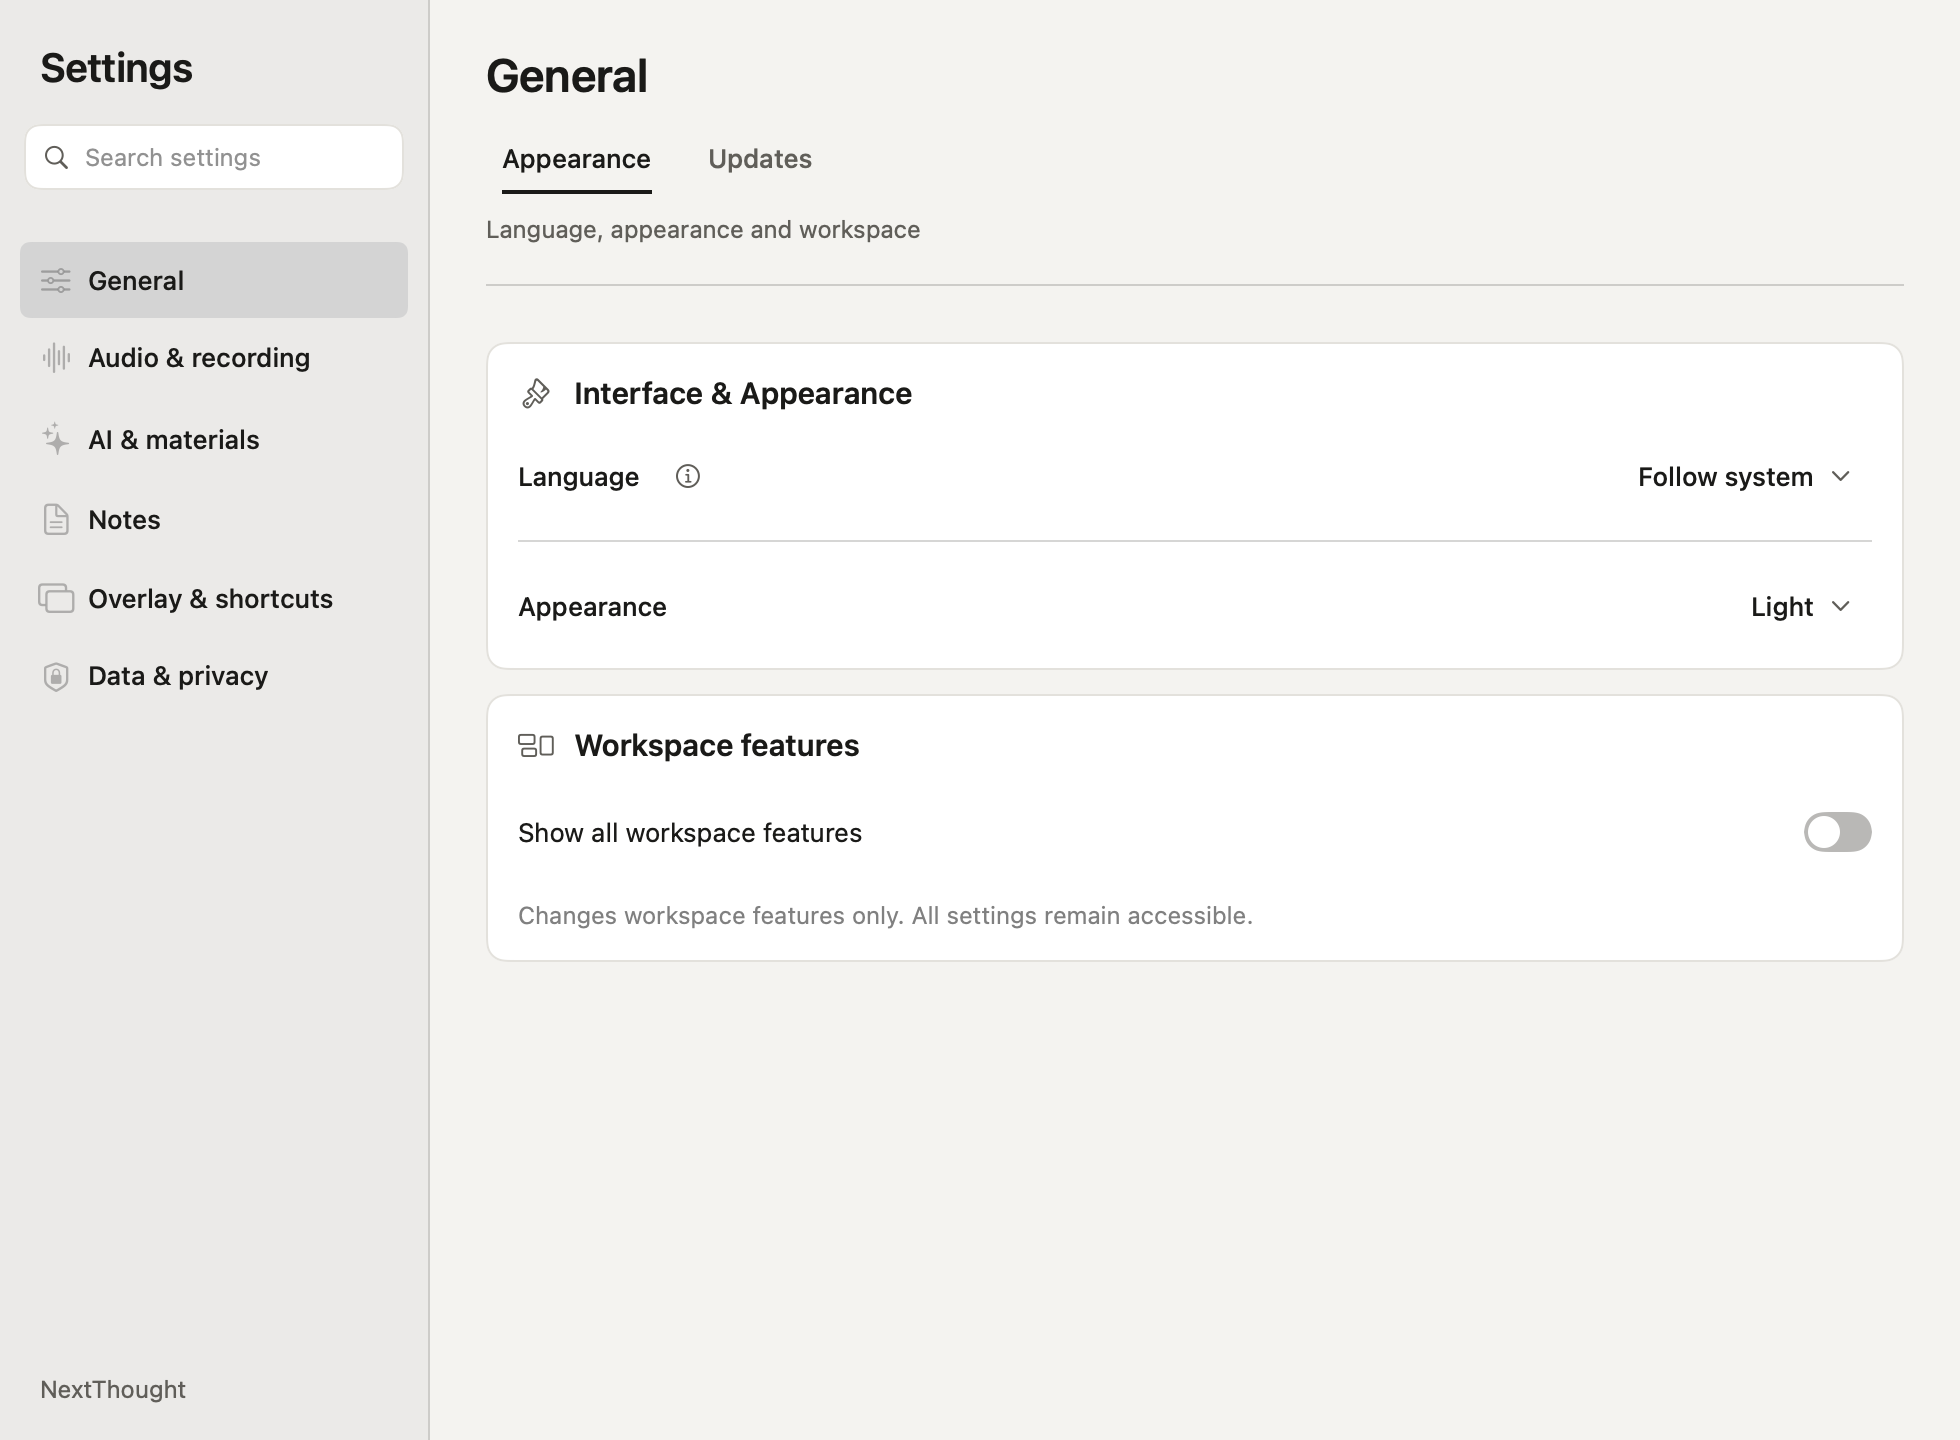 Settings
Search settings
General
Audio & recording
AI & materials
Notes
Overlay & shortcuts
Data & privacy
NextThought
General
Appearance
Updates
Language, appearance and workspace
Interface & Appearance
Language
Follow system
Appearance
Light
Workspace features
Show all workspace features
Changes workspace features only. All settings remain accessible.